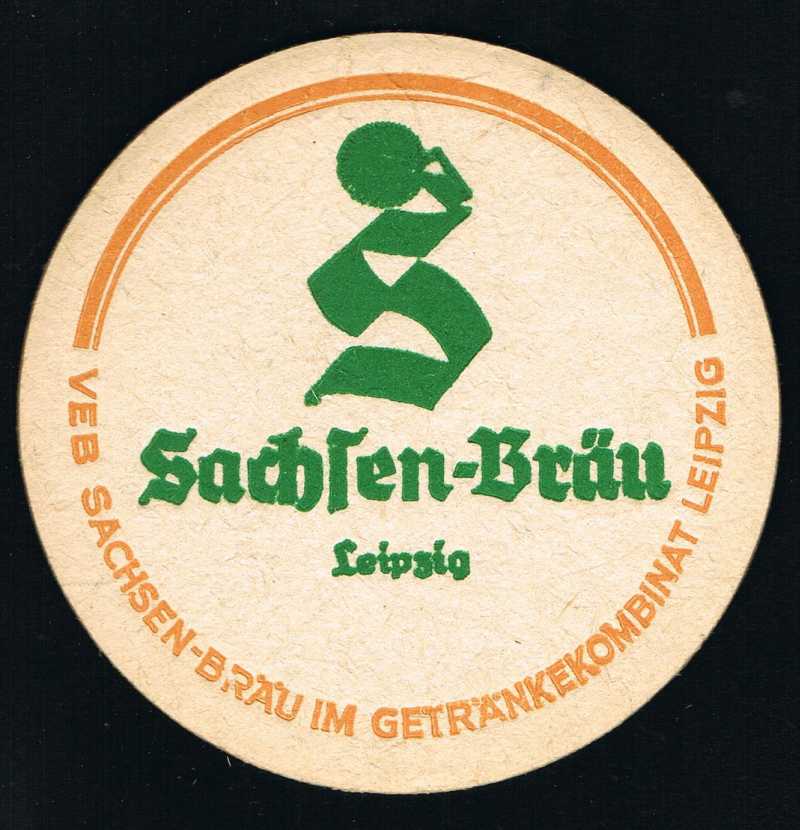 S
Sachſen-Bräu
Leipzig
VEB SACHSEN-BRÄU IM GETRÄNKEKOMBINAT LEIPZIG